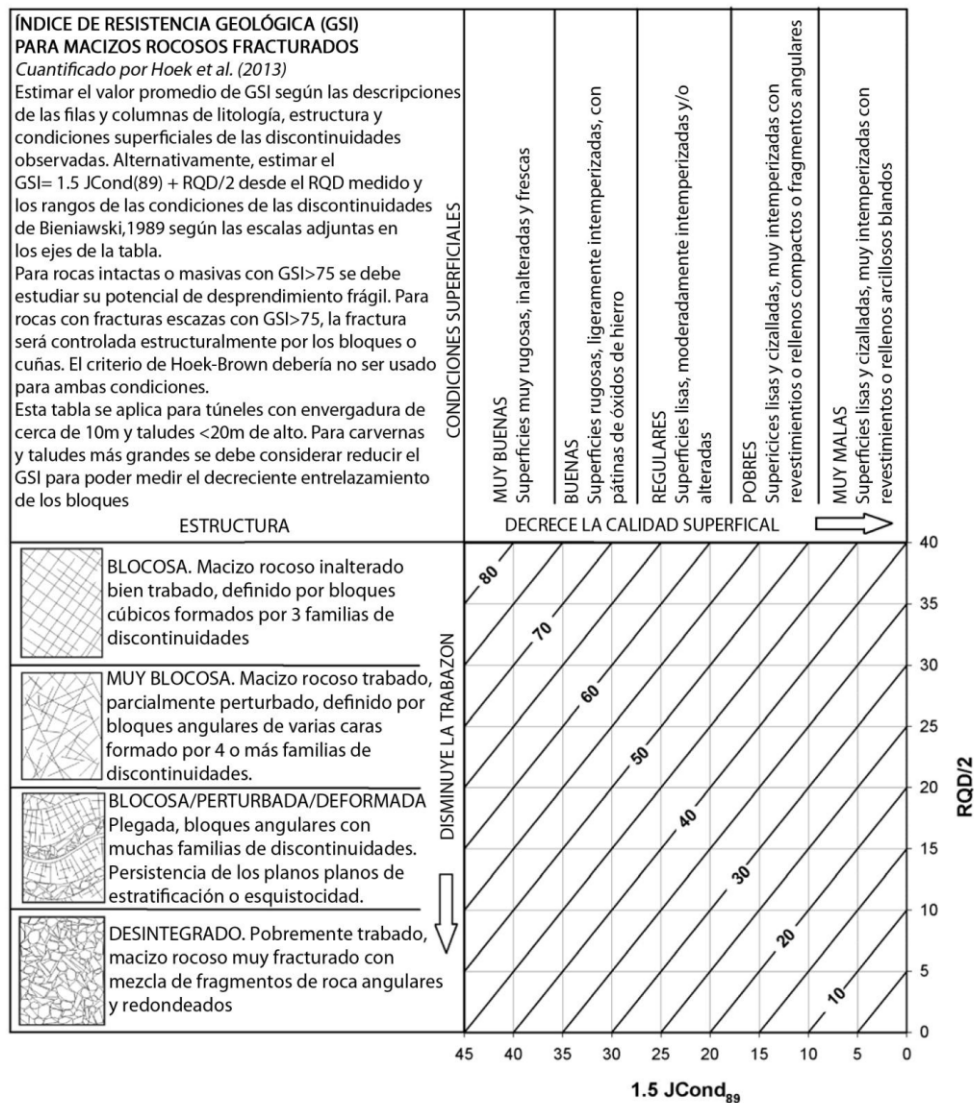 ÍNDICE DE RESISTENCIA GEOLÓGICA (GSI)
PARA MACIZOS ROCOSOS FRACTURADOS
Cuantificado por Hoek et al. (2013)
Estimar el valor promedio de GSI según las descripciones
de las filas y columnas de litología, estructura y
condiciones superficiales de las discontinuidades
observadas. Alternativamente, estimar el
GSI= 1.5 JCond(89) + RQD/2 desde el RQD medido y
los rangos de las condiciones de las discontinuidades
de Bieniawski,1989 según las escalas adjuntas en
los ejes de la tabla.
Para rocas intactas o masivas con GSI>75 se debe
estudiar su potencial de desprendimiento frágil. Para
rocas con fracturas escazas con GSI>75, la fractura
será controlada estructuralmente por los bloques o
cuñas. El criterio de Hoek-Brown debería no ser usado
para ambas condiciones.
Esta tabla se aplica para túneles con envergadura de
cerca de 10m y taludes <20m de alto. Para carvernas
y taludes más grandes se debe considerar reducir el
GSI para poder medir el decreciente entrelazamiento
de los bloques
ESTRUCTURA
CONDICIONES SUPERFICIALES
MUY BUENAS
Superficies muy rugosas, inalteradas y frescas
BUENAS
Superficies rugosas, ligeramente intemperizadas, con
pátinas de óxidos de hierro
REGULARES
Superficies lisas, moderadamente intemperizadas y/o
alteradas
POBRES
Supericices lisas y cizalladas, muy intemperizadas con
revestimientios o rellenos compactos o fragmentos angulares
MUY MALAS
Superficies lisas y cizalladas, muy intemperizadas con
revestimientos o rellenos arcillosos blandos
DECRECE LA CALIDAD SUPERFICAL
BLOCOSA. Macizo rocoso inalterado
bien trabado, definido por bloques
cúbicos formados por 3 familias de
discontinuidades
MUY BLOCOSA. Macizo rocoso trabado,
parcialmente perturbado, definido por
bloques angulares de varias caras
formado por 4 o más familias de
discontinuidades.
BLOCOSA/PERTURBADA/DEFORMADA
Plegada, bloques angulares con
muchas familias de discontinuidades.
Persistencia de los planos planos de
estratificación o esquistocidad.
DESINTEGRADO. Pobremente trabado,
macizo rocoso muy fracturado con
mezcla de fragmentos de roca angulares
y redondeados
DISMINUYE LA TRABAZON
80
70
60
50
40
30
20
10
40
35
30
25
20
15
10
5
0
RQD/2
45 40 35 30 25 20 15 10 5 0
1.5 JCond₈₉